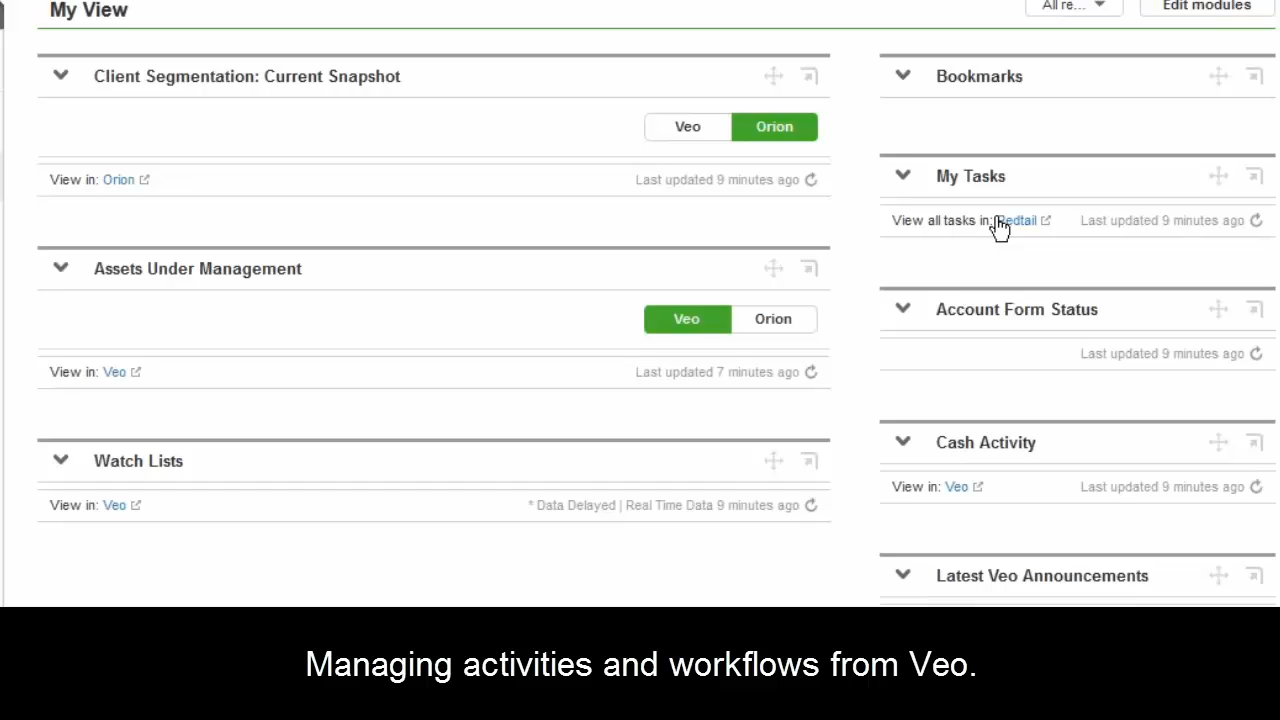 My View
All re...
Edit modules
Client Segmentation: Current Snapshot
Veo
Orion
View in: Orion
Last updated 9 minutes ago
Assets Under Management
Veo
Orion
View in: Veo
Last updated 7 minutes ago
Watch Lists
View in: Veo
* Data Delayed | Real Time Data 9 minutes ago
Bookmarks
My Tasks
View all tasks in: Redtail
Last updated 9 minutes ago
Account Form Status
Last updated 9 minutes ago
Cash Activity
View in: Veo
Last updated 9 minutes ago
Latest Veo Announcements
Managing activities and workflows from Veo.